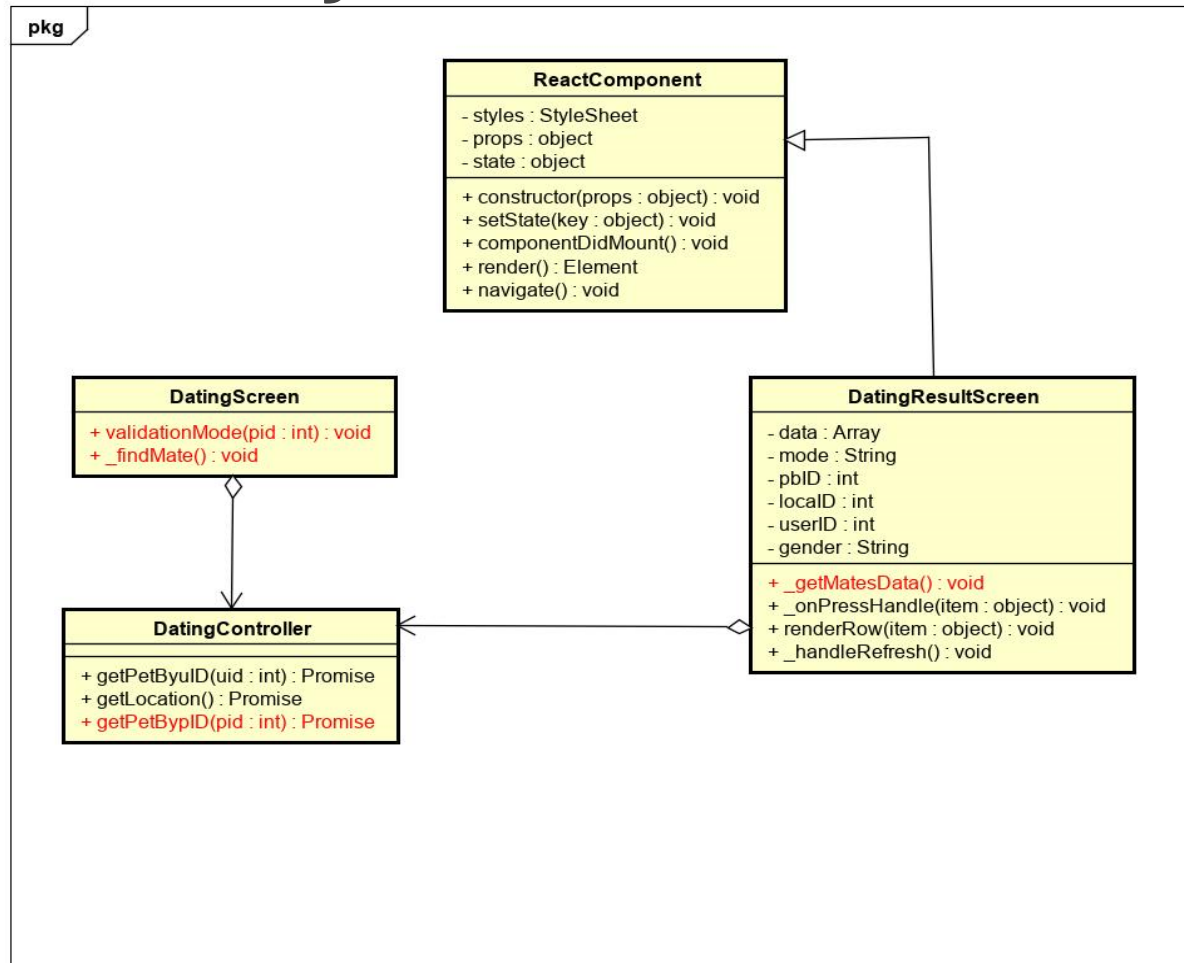 pkg
ReactComponent
- styles : StyleSheet
- props : object
- state : object
+ constructor(props : object) : void
+ setState(key : object) : void
+ componentDidMount() : void
+ render() : Element
+ navigate() : void
DatingScreen
+ validationMode(pid : int) : void
+ _findMate() : void
DatingResultScreen
- data : Array
- mode : String
- pbID : int
- localID : int
- userID : int
- gender : String
+ _getMatesData() : void
+ _onPressHandle(item : object) : void
+ renderRow(item : object) : void
+ _handleRefresh() : void
DatingController
+ getPetByuID(uid : int) : Promise
+ getLocation() : Promise
+ getPetBypID(pid : int) : Promise